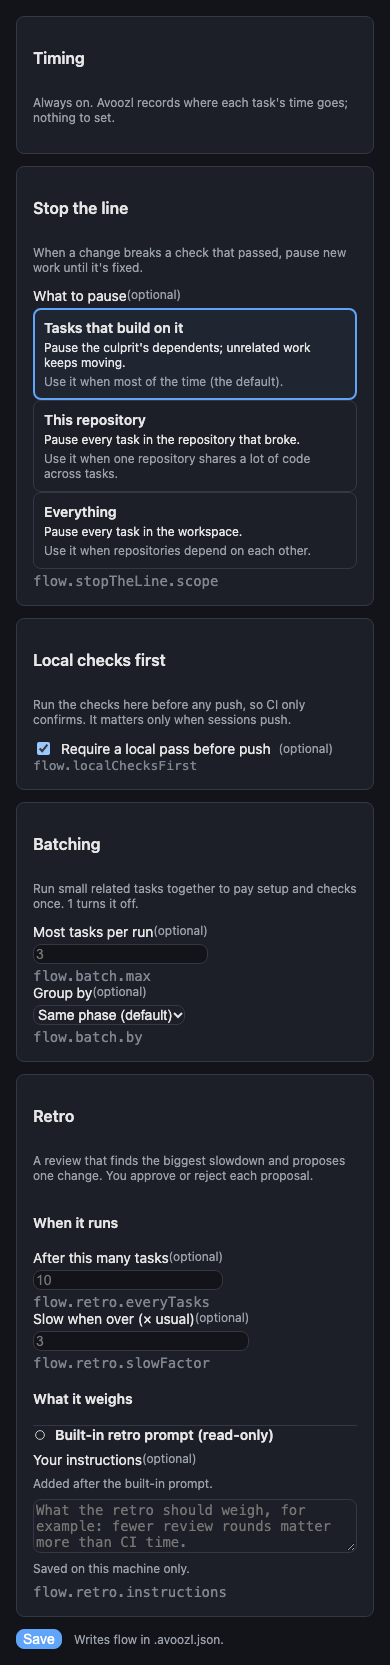 Timing
Always on. Avoozl records where each task's time goes;
nothing to set.
Stop the line
When a change breaks a check that passed, pause new
work until it's fixed.
What to pause(optional)
Tasks that build on it
Pause the culprit's dependents; unrelated work
keeps moving.
Use it when most of the time (the default).
This repository
Pause every task in the repository that broke.
Use it when one repository shares a lot of code
across tasks.
Everything
Pause every task in the workspace.
Use it when repositories depend on each other.
flow.stopTheLine.scope
Local checks first
Run the checks here before any push, so CI only
confirms. It matters only when sessions push.
Require a local pass before push (optional)
flow.localChecksFirst
Batching
Run small related tasks together to pay setup and checks
once. 1 turns it off.
Most tasks per run(optional)
3
flow.batch.max
Group by(optional)
Same phase (default)
flow.batch.by
Retro
A review that finds the biggest slowdown and proposes
one change. You approve or reject each proposal.
When it runs
After this many tasks(optional)
10
flow.retro.everyTasks
Slow when over (× usual)(optional)
3
flow.retro.slowFactor
What it weighs
Built-in retro prompt (read-only)
Your instructions(optional)
Added after the built-in prompt.
What the retro should weigh, for
example: fewer review rounds matter
more than CI time.
Saved on this machine only.
flow.retro.instructions
Save Writes flow in .avoozl.json.